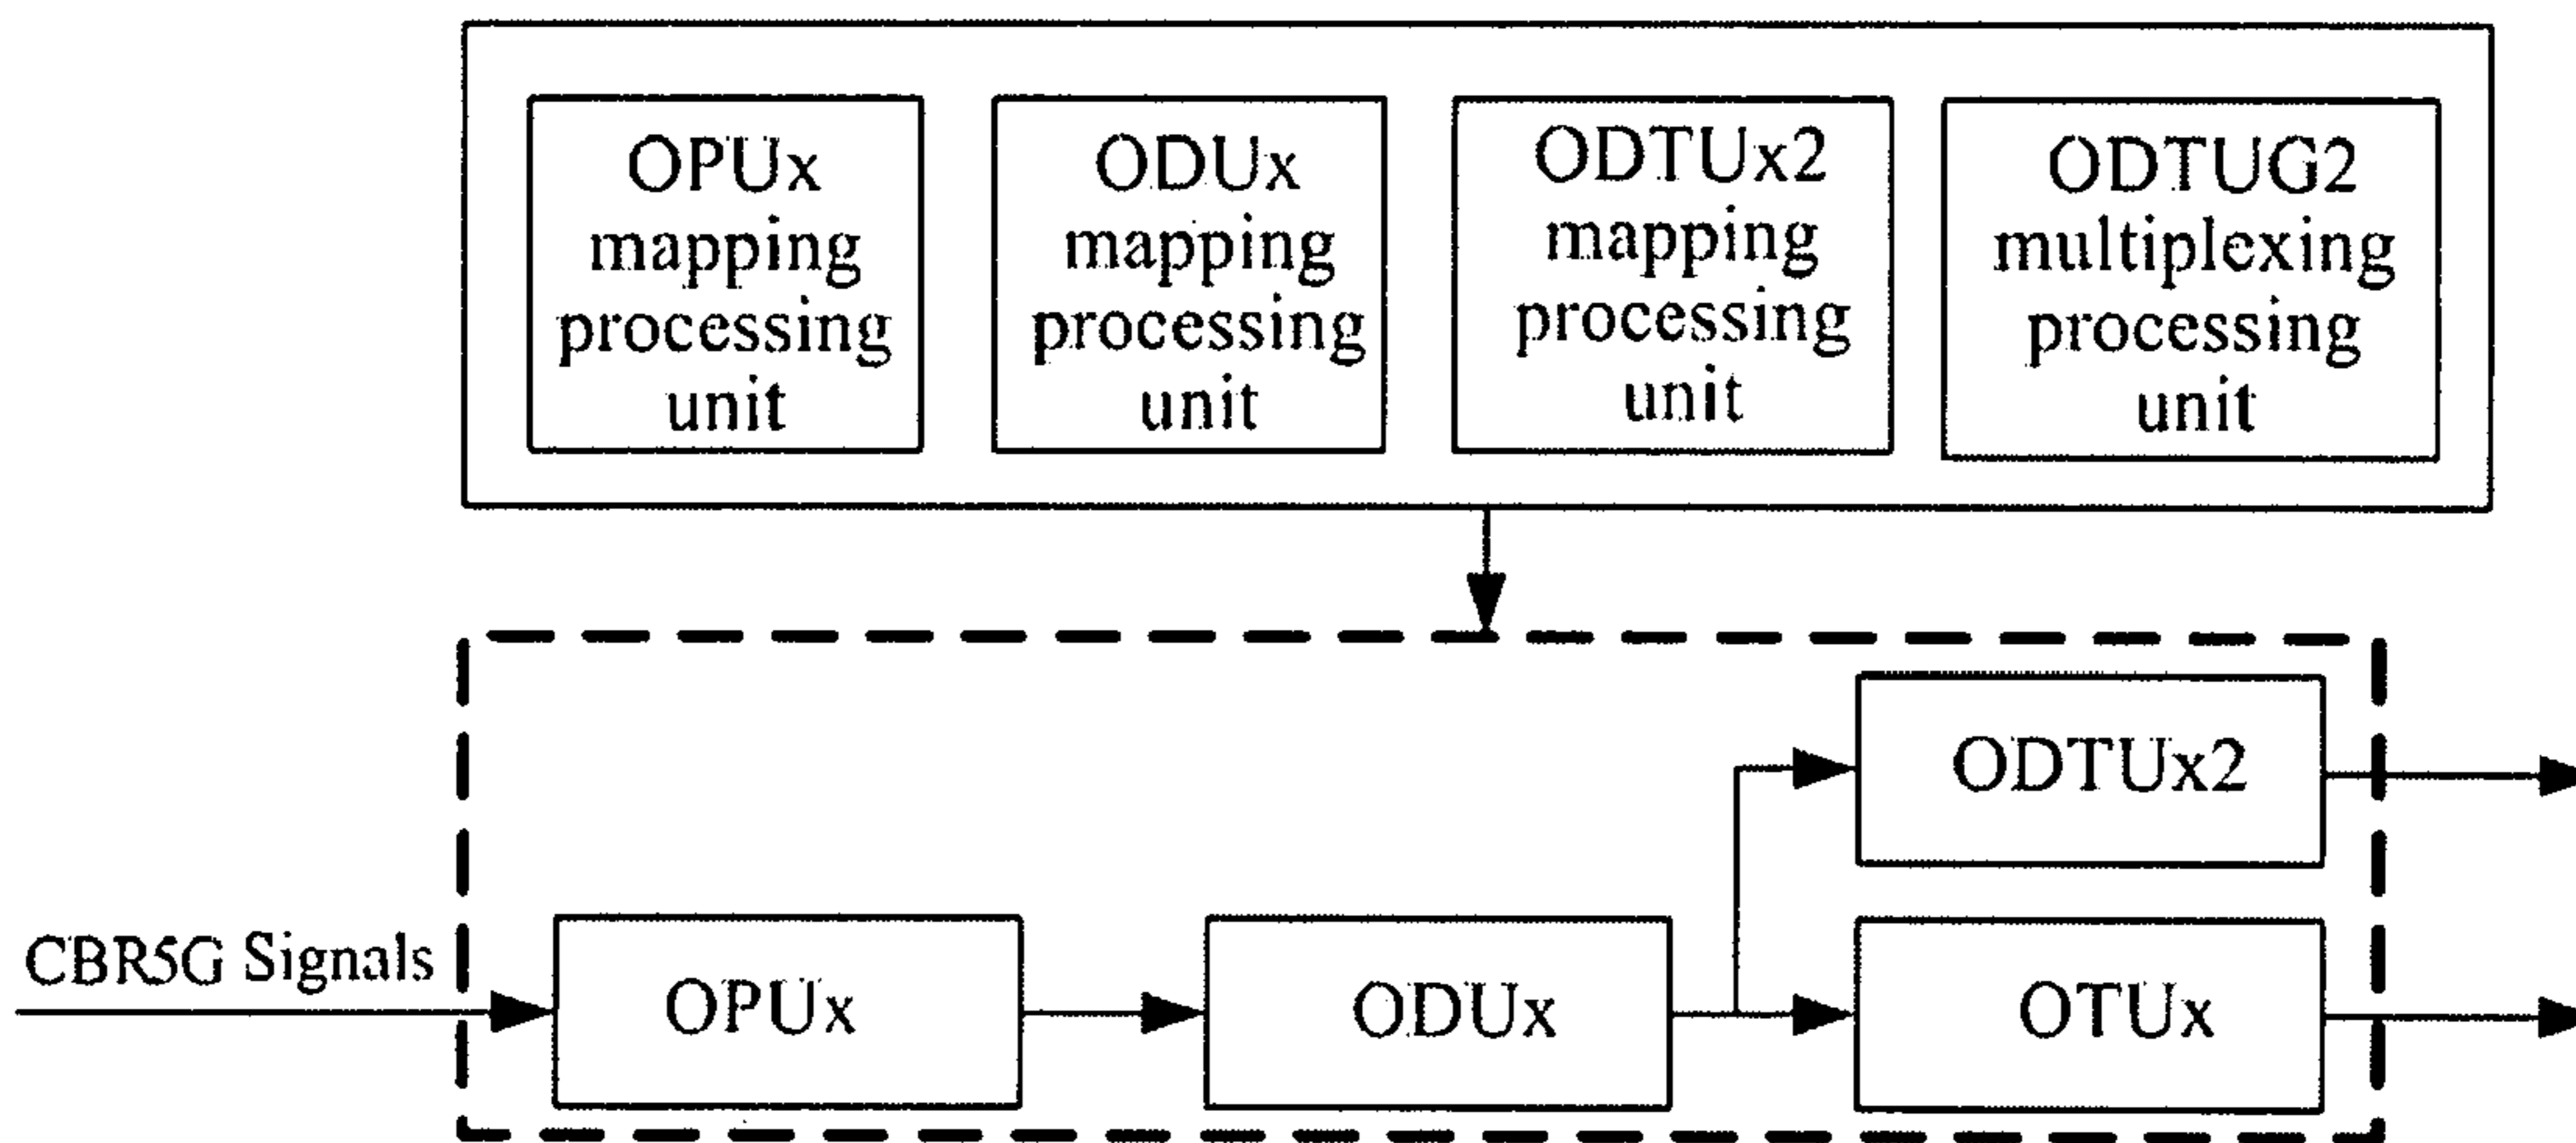 OPUx
mapping
processing
unit
ODUx
mapping
processing
unit
ODTUx2
mapping
processing
unit
ODTUG2
multiplexing
processing
unit
ODTUx2
CBR5G Signals
OPUx
ODUx
OTUx